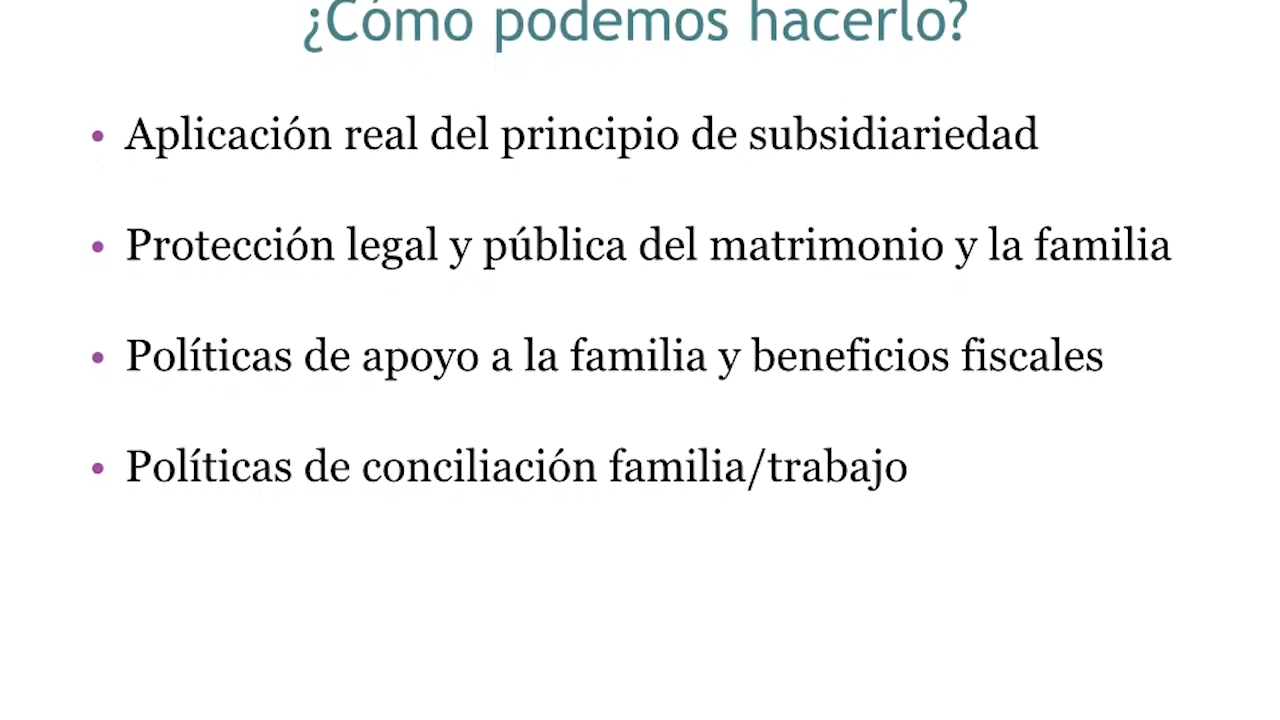 ¿Cómo podemos hacerlo?
• Aplicación real del principio de subsidiariedad
• Protección legal y pública del matrimonio y la familia
• Políticas de apoyo a la familia y beneficios fiscales
• Políticas de conciliación familia/trabajo